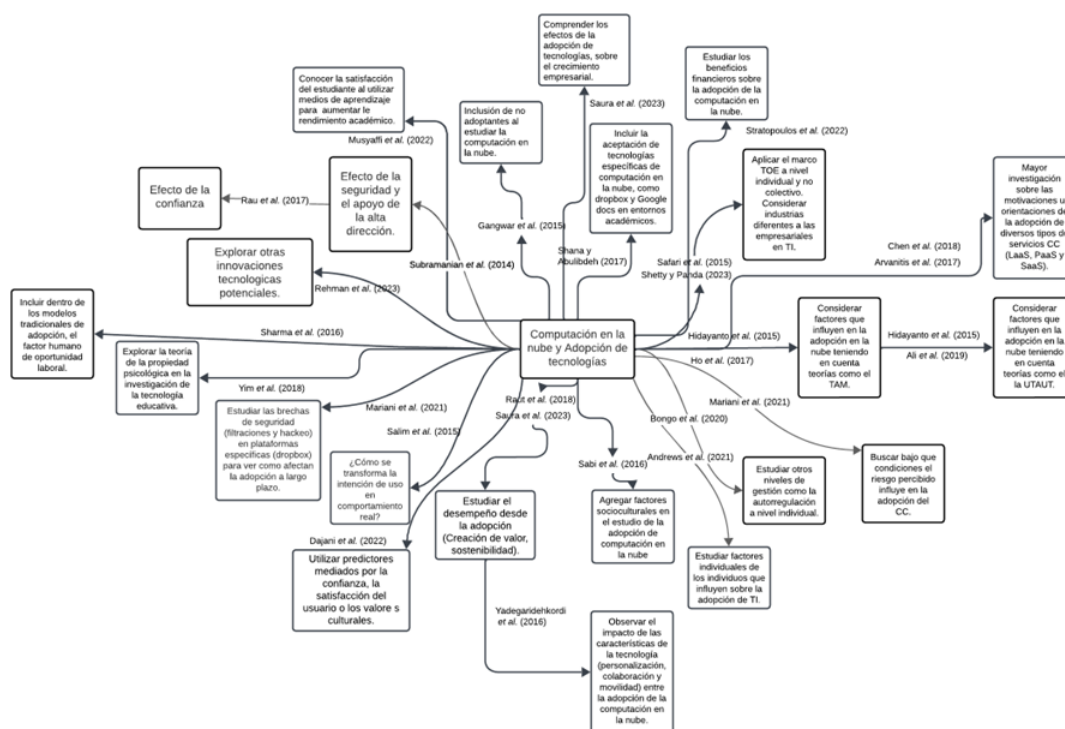 Comprender los
efectos de la
adopción de
tecnologías, sobre
el crecimiento
empresarial.
Estudiar los
beneficios
financieros sobre
la adopción de la
computación en
la nube.
Conocer la satisfacción
del estudiante al utilizar
medios de aprendizaje
para aumentar le
rendimiento académico.
Inclusión de no
adoptantes al
estudiar la
computación en
la nube.
Saura et al. (2023)
Musyaffi et al. (2022)
Stratopoulos et al. (2022)
Incluir la
aceptación de
tecnologías
específicas de
computación en
la nube, como
dropbox y Google
docs en entornos
académicos.
Aplicar el marco
TOE a nivel
individual y no
colectivo.
Considerar
industrias
diferentes a las
empresariales
en TI.
Mayor
investigación
sobre las
motivaciones u
orientaciones de
la adopción de
diversos tipos de
servicios CC
(LaaS, PaaS y
SaaS).
Efecto de la
confianza
Rau et al. (2017)
Efecto de la
seguridad y
el apoyo de
la alta
dirección.
Gangwar et al. (2015)
Shana y
Abulibdeh
(2017)
Chen et al. (2018)
Arvanitis et al. (2017)
Subramanian et al. (2014)
Safari et al. (2015)
Shetty y Panda (2023)
Explorar otras
innovaciones
tecnologicas
potenciales.
Rehman et al. (2023)
Incluir dentro de
los modelos
tradicionales de
adopción, el
factor humano
de oportunidad
laboral.
Sharma et al. (2016)
Computación en la
nube y Adopción de
tecnologías
Hidayanto et al. (2015)
Ho et al. (2017)
Considerar
factores que
influyen en la
adopción en la
nube teniendo
en cuenta
teorías como el
TAM.
Hidayanto et al. (2015)
Ali et al. (2019)
Considerar
factores que
influyen en la
adopción en la
nube teniendo
en cuenta
teorías como el
la UTAUT.
Explorar la teoría
de la propiedad
psicológica en la
investigación de
la tecnología
educativa.
Yim et al. (2018)
Mariani et al. (2021)
Raut et al. (2018)
Saura et al. (2023)
Mariani et al. (2021)
Estudiar las brechas
de seguridad
(filtraciones y hackeo)
en plataformas
especificas (dropbox)
para ver como afectan
la adopción a largo
plazo.
Salim et al. (2015)
Bongo et al. (2020)
¿Cómo se
transforma la
intención de uso en
comportamiento
real?
Sabi et al. (2016)
Andrews et al. (2021)
Estudiar otros
niveles de
gestión como la
autorregulación
a nivel individual.
Buscar bajo que
condiciones el
riesgo percibido
influye en la
adopción del
CC.
Estudiar el
desempeño desde
la adopción
(Creación de valor,
sostenibilidad).
Agregar factores
socioculturales en
el estudio de la
adopción de
computación en
la nube
Dajani et al. (2022)
Utilizar predictores
mediados por la
confianza, la
satisfacción del
usuario o los valore s
culturales.
Estudiar factores
individuales de
los individuos que
influyen sobre la
adopción de TI.
Yadegaridehkordi
et al. (2016)
Observar el
impacto de las
características de
la tecnología
(personalización,
colaboración y
movilidad) entre
la adopción de la
computación en
la nube.